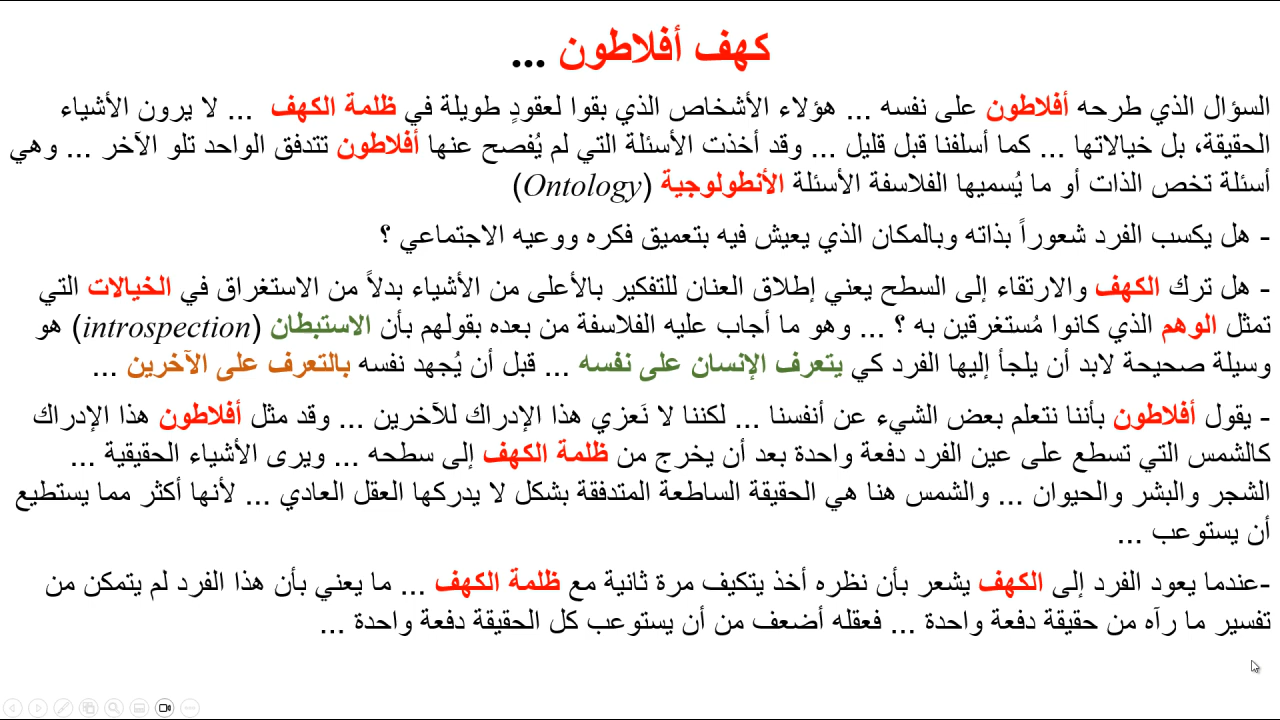 كهف أفلاطون ...
السؤال الذي طرحه أفلاطون على نفسه ... هؤلاء الأشخاص الذي بقوا لعقودٍ طويلة في ظلمة الكهف ... لا يرون الأشياء
الحقيقة، بل خيالاتها ... كما أسلفنا قبل قليل ... وقد أخذت الأسئلة التي لم يُفصح عنها أفلاطون تتدفق الواحد تلو الآخر ... وهي
أسئلة تخص الذات أو ما يُسميها الفلاسفة الأسئلة الأنطولوجية (Ontology)
- هل يكسب الفرد شعوراً بذاته وبالمكان الذي يعيش فيه بتعميق فكره ووعيه الاجتماعي ؟
- هل ترك الكهف والارتقاء إلى السطح يعني إطلاق العنان للتفكير بالأعلى من الأشياء بدلاً من الاستغراق في الخيالات التي
تمثل الوهم الذي كانوا مُستغرقين به ؟ ... وهو ما أجاب عليه الفلاسفة من بعده بقولهم بأن الاستبطان (introspection) هو
وسيلة صحيحة لابد أن يلجأ إليها الفرد كي يتعرف الإنسان على نفسه ... قبل أن يُجهد نفسه بالتعرف على الآخرين ...
- يقول أفلاطون بأننا نتعلم بعض الشيء عن أنفسنا ... لكننا لا نَعزي هذا الإدراك للآخرين ... وقد مثل أفلاطون هذا الإدراك
كالشمس التي تسطع على عين الفرد دفعة واحدة بعد أن يخرج من ظلمة الكهف إلى سطحه ... ويرى الأشياء الحقيقية ...
الشجر والبشر والحيوان ... والشمس هنا هي الحقيقة الساطعة المتدفقة بشكل لا يدركها العقل العادي ... لأنها أكثر مما يستطيع
أن يستوعب ...
-عندما يعود الفرد إلى الكهف يشعر بأن نظره أخذ يتكيف مرة ثانية مع ظلمة الكهف ... ما يعني بأن هذا الفرد لم يتمكن من
تفسير ما رآه من حقيقة دفعة واحدة ... فعقله أضعف من أن يستوعب كل الحقيقة دفعة واحدة ...